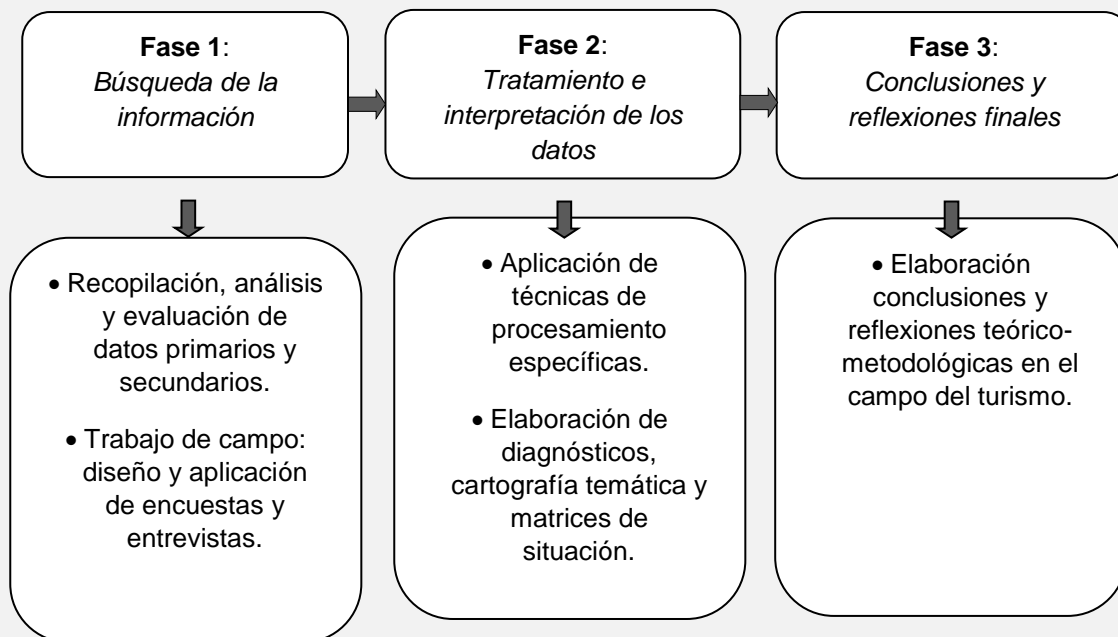 Fase 1:
Búsqueda de la
información
Fase 2:
Tratamiento e
interpretación de los
datos
Fase 3:
Conclusiones y
reflexiones finales
• Recopilación, análisis
y evaluación de
datos primarios y
secundarios.
• Trabajo de campo:
diseño y aplicación
de encuestas y
entrevistas.
• Aplicación de
técnicas de
procesamiento
específicas.
• Elaboración de
diagnósticos,
cartografía temática y
matrices de
situación.
• Elaboración
conclusiones y
reflexiones teórico-
metodológicas en el
campo del turismo.